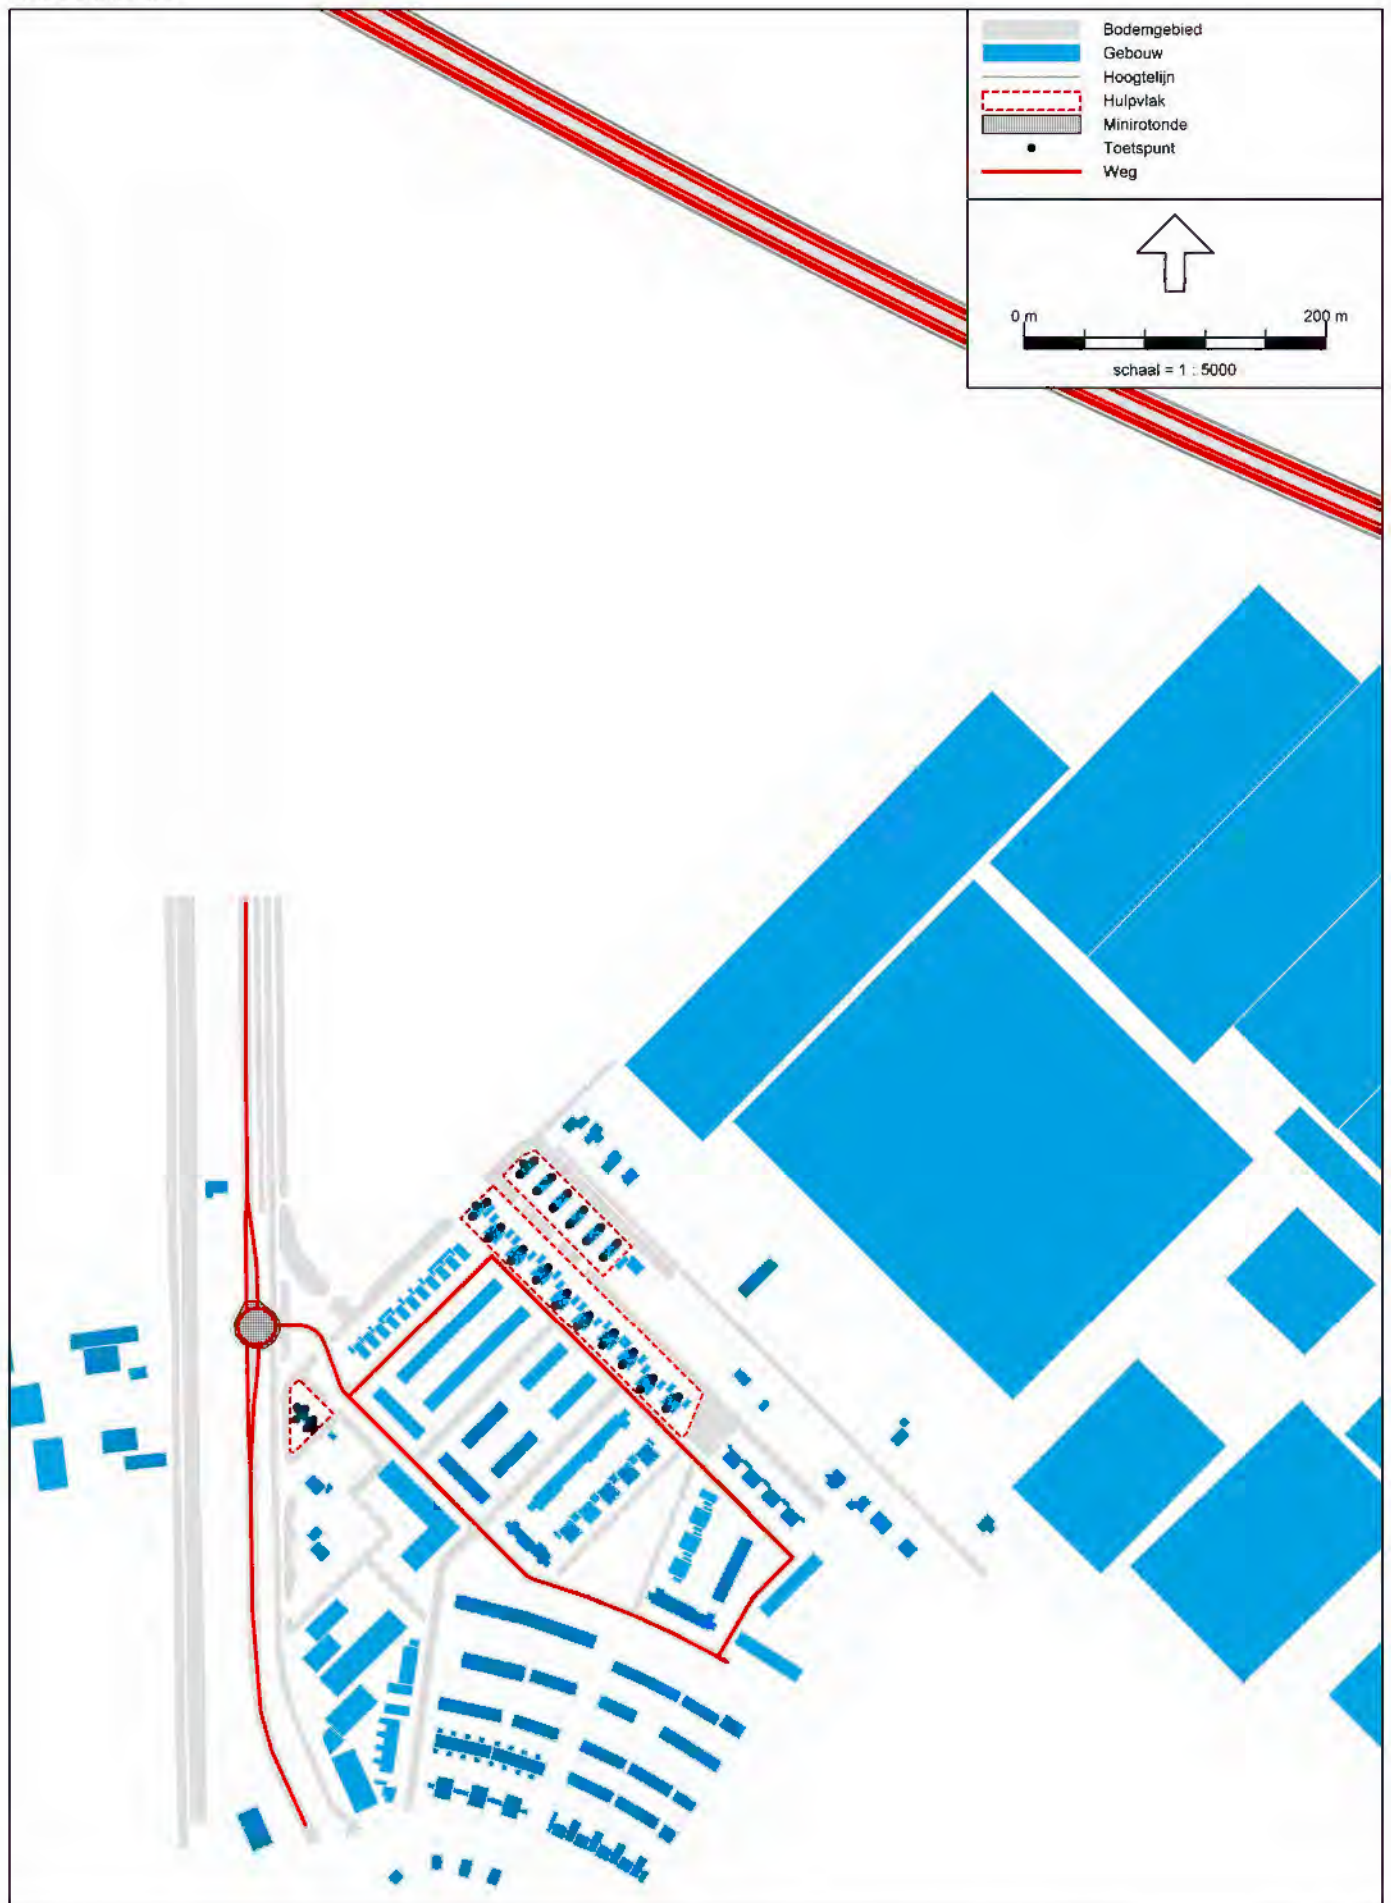 Bodemgebied
Gebouw
Hoogtelijn
Hulpvlak
Minirotonde
Toetspunt
Weg
0 m 200 m
schaal = 1 : 5000